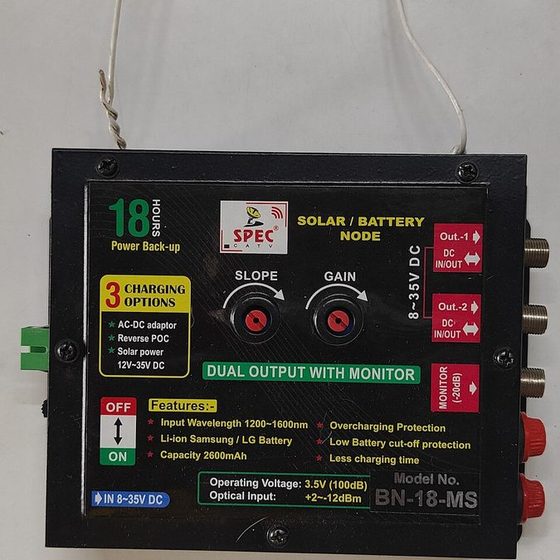 18 HOURS
Power Back-up
SPEC
CATV
SOLAR / BATTERY
NODE
Out.-1
DC
IN/OUT
8~35V DC
Out.-2
DC
IN/OUT
SLOPE
GAIN
3 CHARGING
OPTIONS
AC-DC adaptor
Reverse POC
Solar power
12V~35V DC
DUAL OUTPUT WITH MONITOR
MONITOR
(-20dB)
OFF
ON
Features:-
Input Wavelength 1200~1600nm
Li-ion Samsung / LG Battery
Capacity 2600mAh
Overcharging Protection
Low Battery cut-off protection
Less charging time
IN 8~35V DC
Operating Voltage: 3.5V (100dB)
Optical Input: +2~-12dBm
Model No.
BN-18-MS